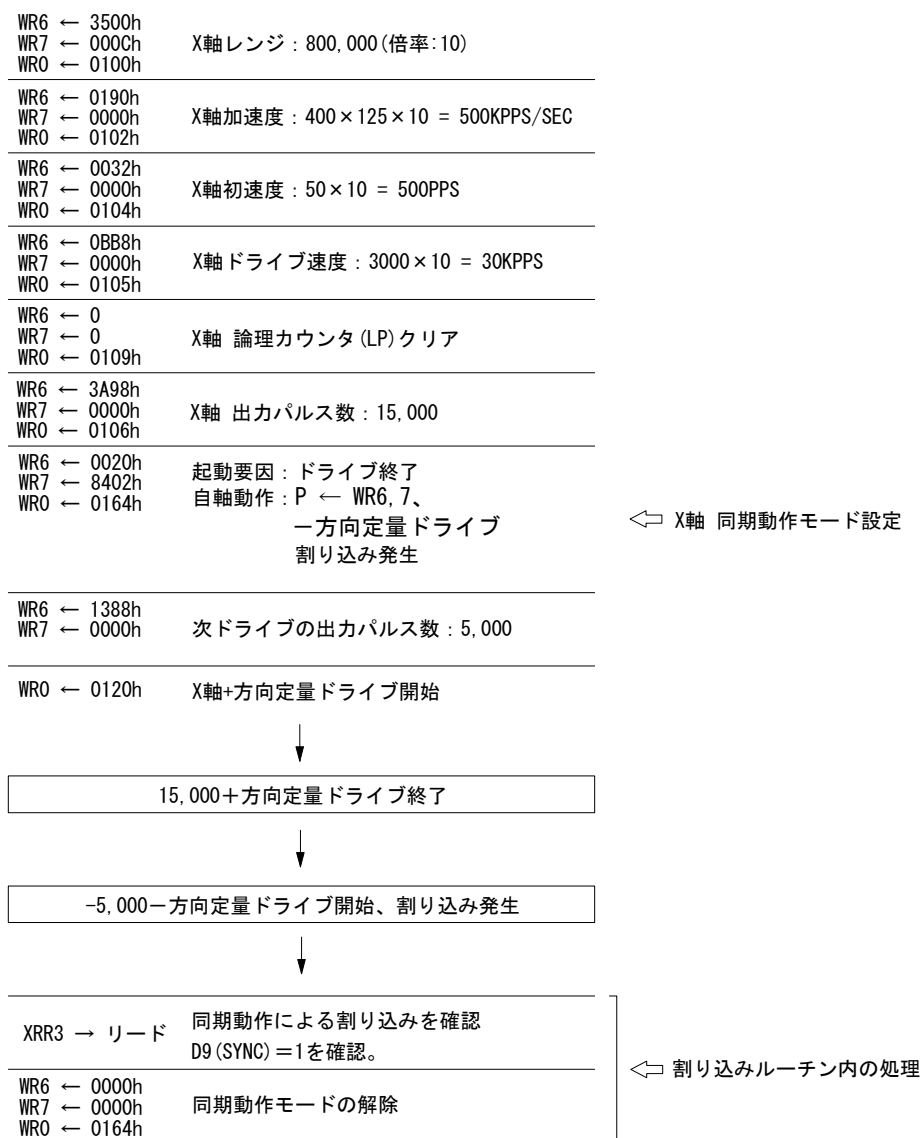 WR6 ← 3500h
WR7 ← 000Ch X軸レンジ：800,000(倍率:10)
WR0 ← 0100h
WR6 ← 0190h
WR7 ← 0000h X軸加速度：400×125×10 = 500KPPS/SEC
WR0 ← 0102h
WR6 ← 0032h
WR7 ← 0000h X軸初速度：50×10 = 500PPS
WR0 ← 0104h
WR6 ← 0BB8h
WR7 ← 0000h X軸ドライブ速度：3000×10 = 30KPPS
WR0 ← 0105h
WR6 ← 0
WR7 ← 0 X軸 論理カウンタ(LP)クリア
WR0 ← 0109h
WR6 ← 3A98h
WR7 ← 0000h X軸 出力パルス数：15,000
WR0 ← 0106h
WR6 ← 0020h 起動要因：ドライブ終了
WR7 ← 8402h 自軸動作：P ← WR6,7、
WR0 ← 0164h －方向定量ドライブ
割り込み発生
X軸 同期動作モード設定
WR6 ← 1388h
WR7 ← 0000h 次ドライブの出力パルス数：5,000
WR0 ← 0120h X軸+方向定量ドライブ開始
15,000＋方向定量ドライブ終了
-5,000－方向定量ドライブ開始、割り込み発生
XRR3 → リード 同期動作による割り込みを確認
D9(SYNC)＝1を確認。
割り込みルーチン内の処理
WR6 ← 0000h
WR7 ← 0000h 同期動作モードの解除
WR0 ← 0164h